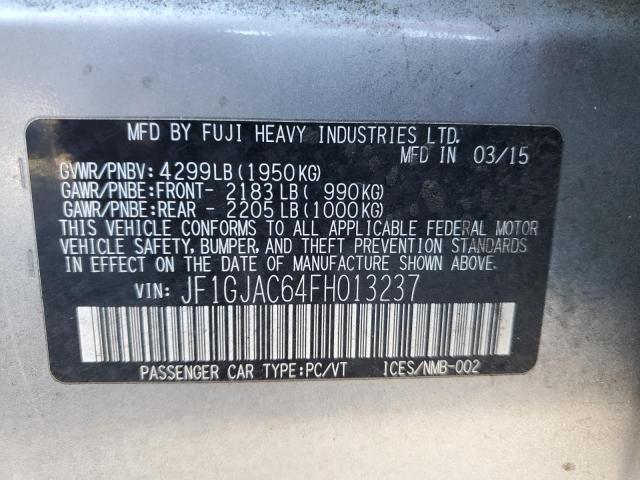 MFD BY FUJI HEAVY INDUSTRIES LTD.
MFD IN 03/15
GVWR/PNBV: 4299LB (1950KG)
GAWR/PNBE: FRONT- 2183 LB ( 990KG)
GAWR/PNBE: REAR - 2205 LB (1000KG)
THIS VEHICLE CONFORMS TO ALL APPLICABLE FEDERAL MOTOR
VEHICLE SAFETY, BUMPER, AND THEFT PREVENTION STANDARDS
IN EFFECT ON THE DATE OF MANUFACTURE SHOWN ABOVE.
VIN: JF1GJAC64FH013237
PASSENGER CAR TYPE: PC/VT ICES/NMB-002